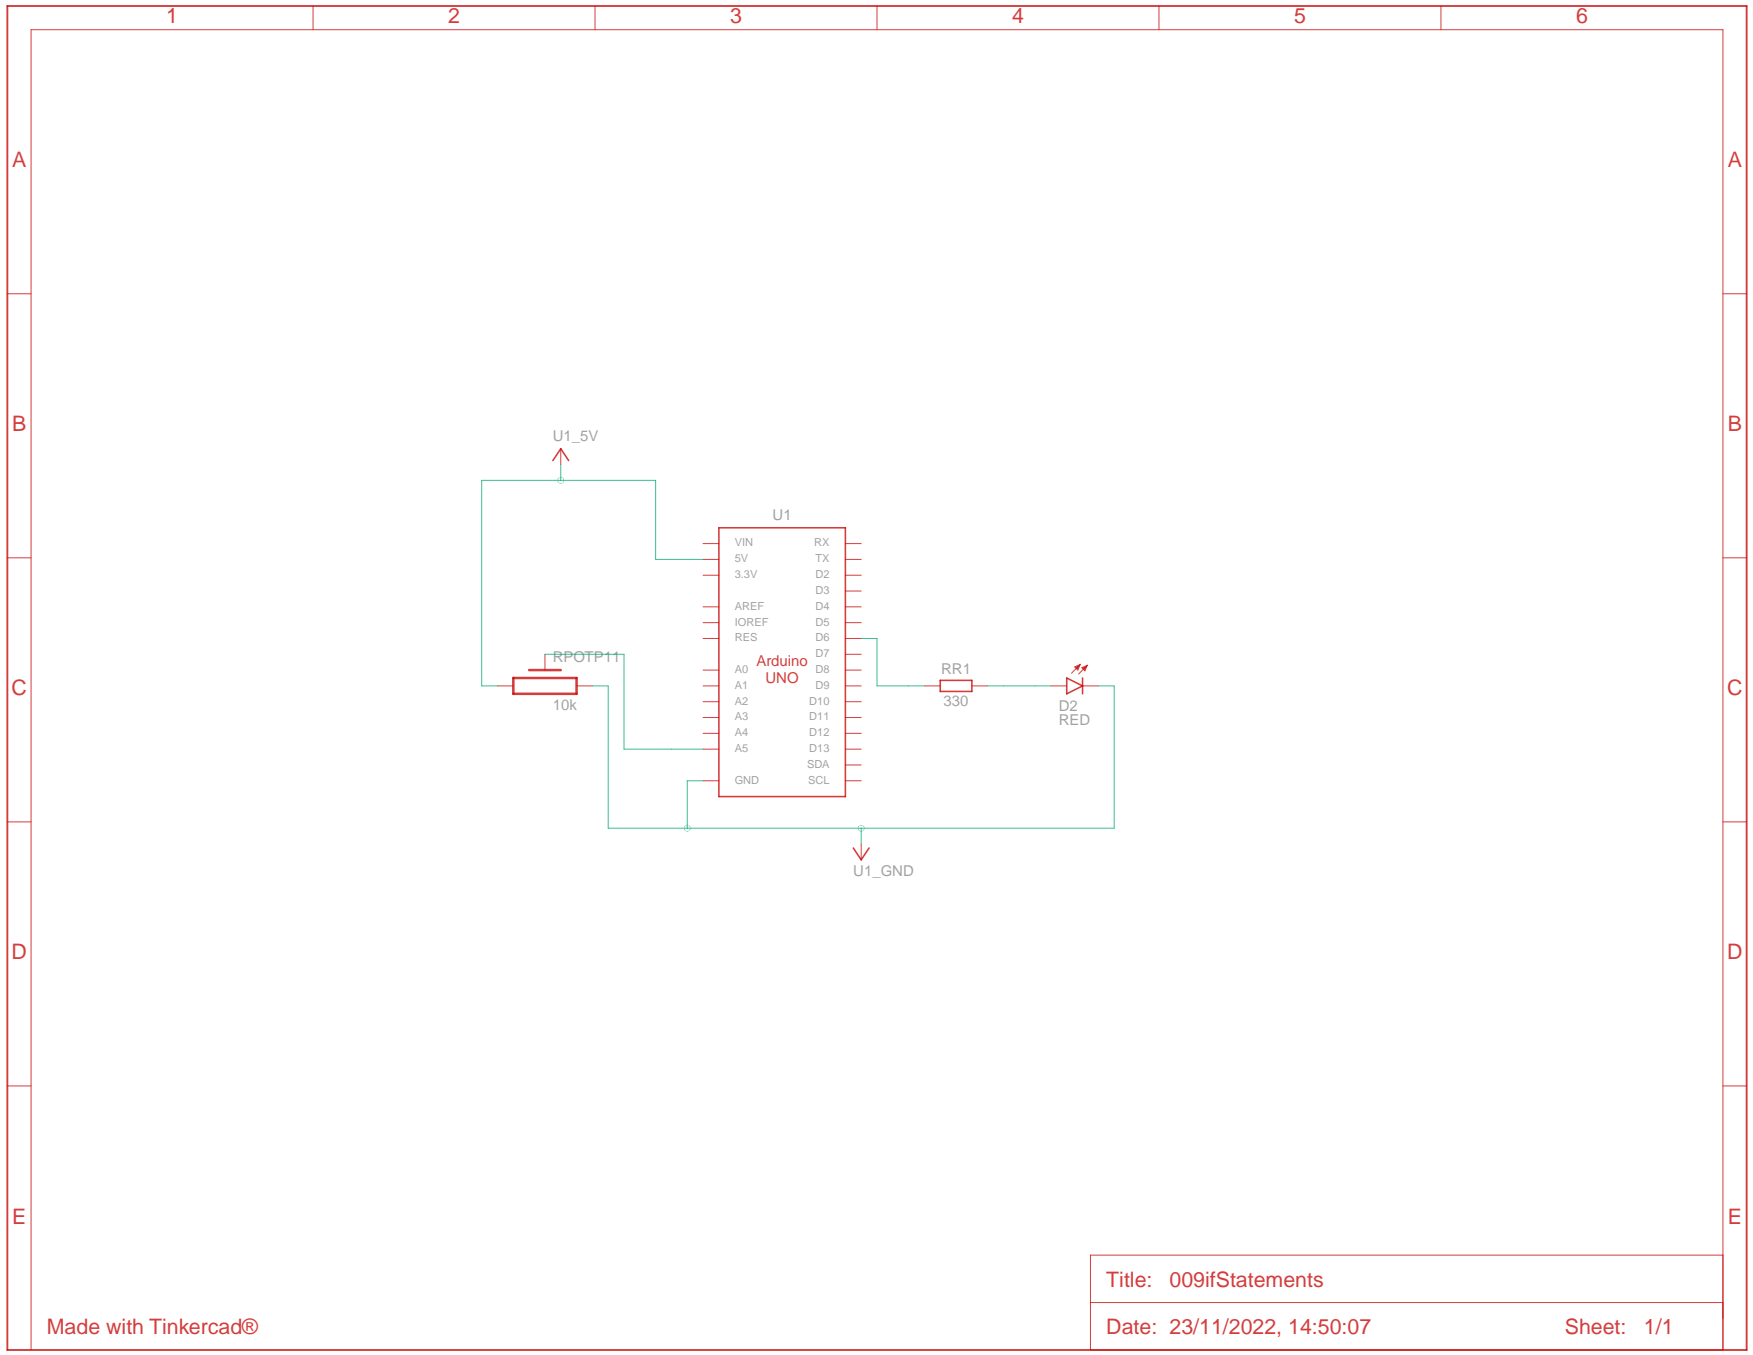 1 2 3 4 5 6
A A
B B
U1_5V
U1
VIN RX
5V TX
3.3V D2
D3
AREF D4
IOREF D5
RES D6
RPOTP11
D7
Arduino
UNO
A0 D8
A1 D9
A2 D10
A3 D11
A4 D12
A5 D13
SDA
GND SCL
C C
10k
RR1
330
D2
RED
U1_GND
D D
E E
Title: 009ifStatements
Made with Tinkercad®
Date: 23/11/2022, 14:50:07 Sheet: 1/1